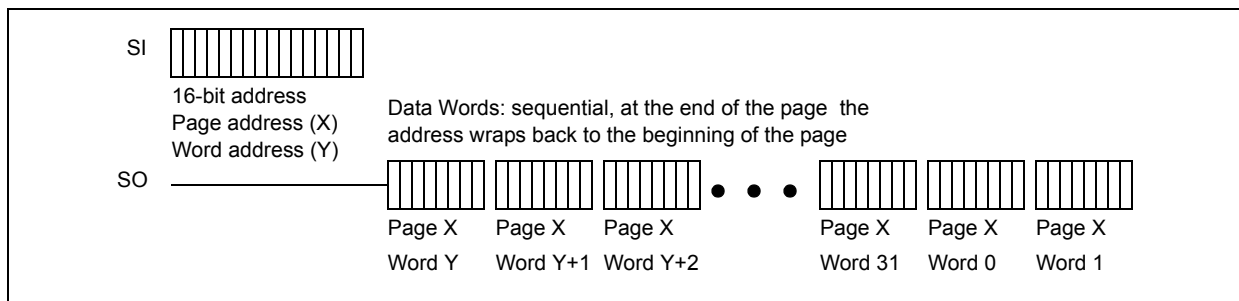 SI
16-bit address
Page address (X)
Word address (Y)
Data Words: sequential, at the end of the page the
address wraps back to the beginning of the page
SO
Page X Page X Page X Page X Page X Page X
Word Y Word Y+1 Word Y+2 Word 31 Word 0 Word 1